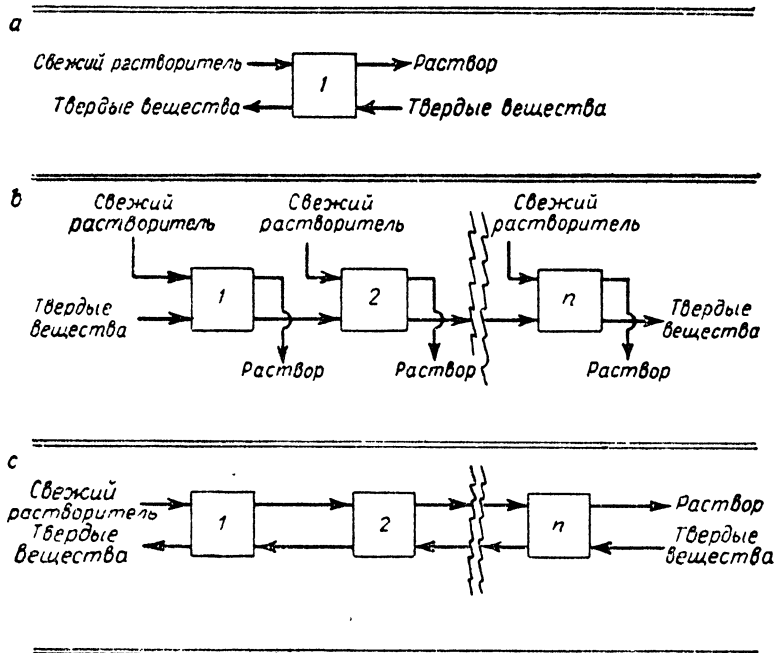 a
Свежий растворитель
Раствор
1
Твердые вещества
Твердые вещества
b
Свежий
растворитель
Свежий
растворитель
Свежий
растворитель
1
2
n
Твердые
вещества
Твердые
вещества
Раствор
Раствор
Раствор
c
Свежий
растворитель
Твердые
вещества
1
2
n
Раствор
Твердые
вещества